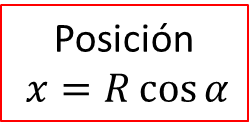 Posición
x = R cos α